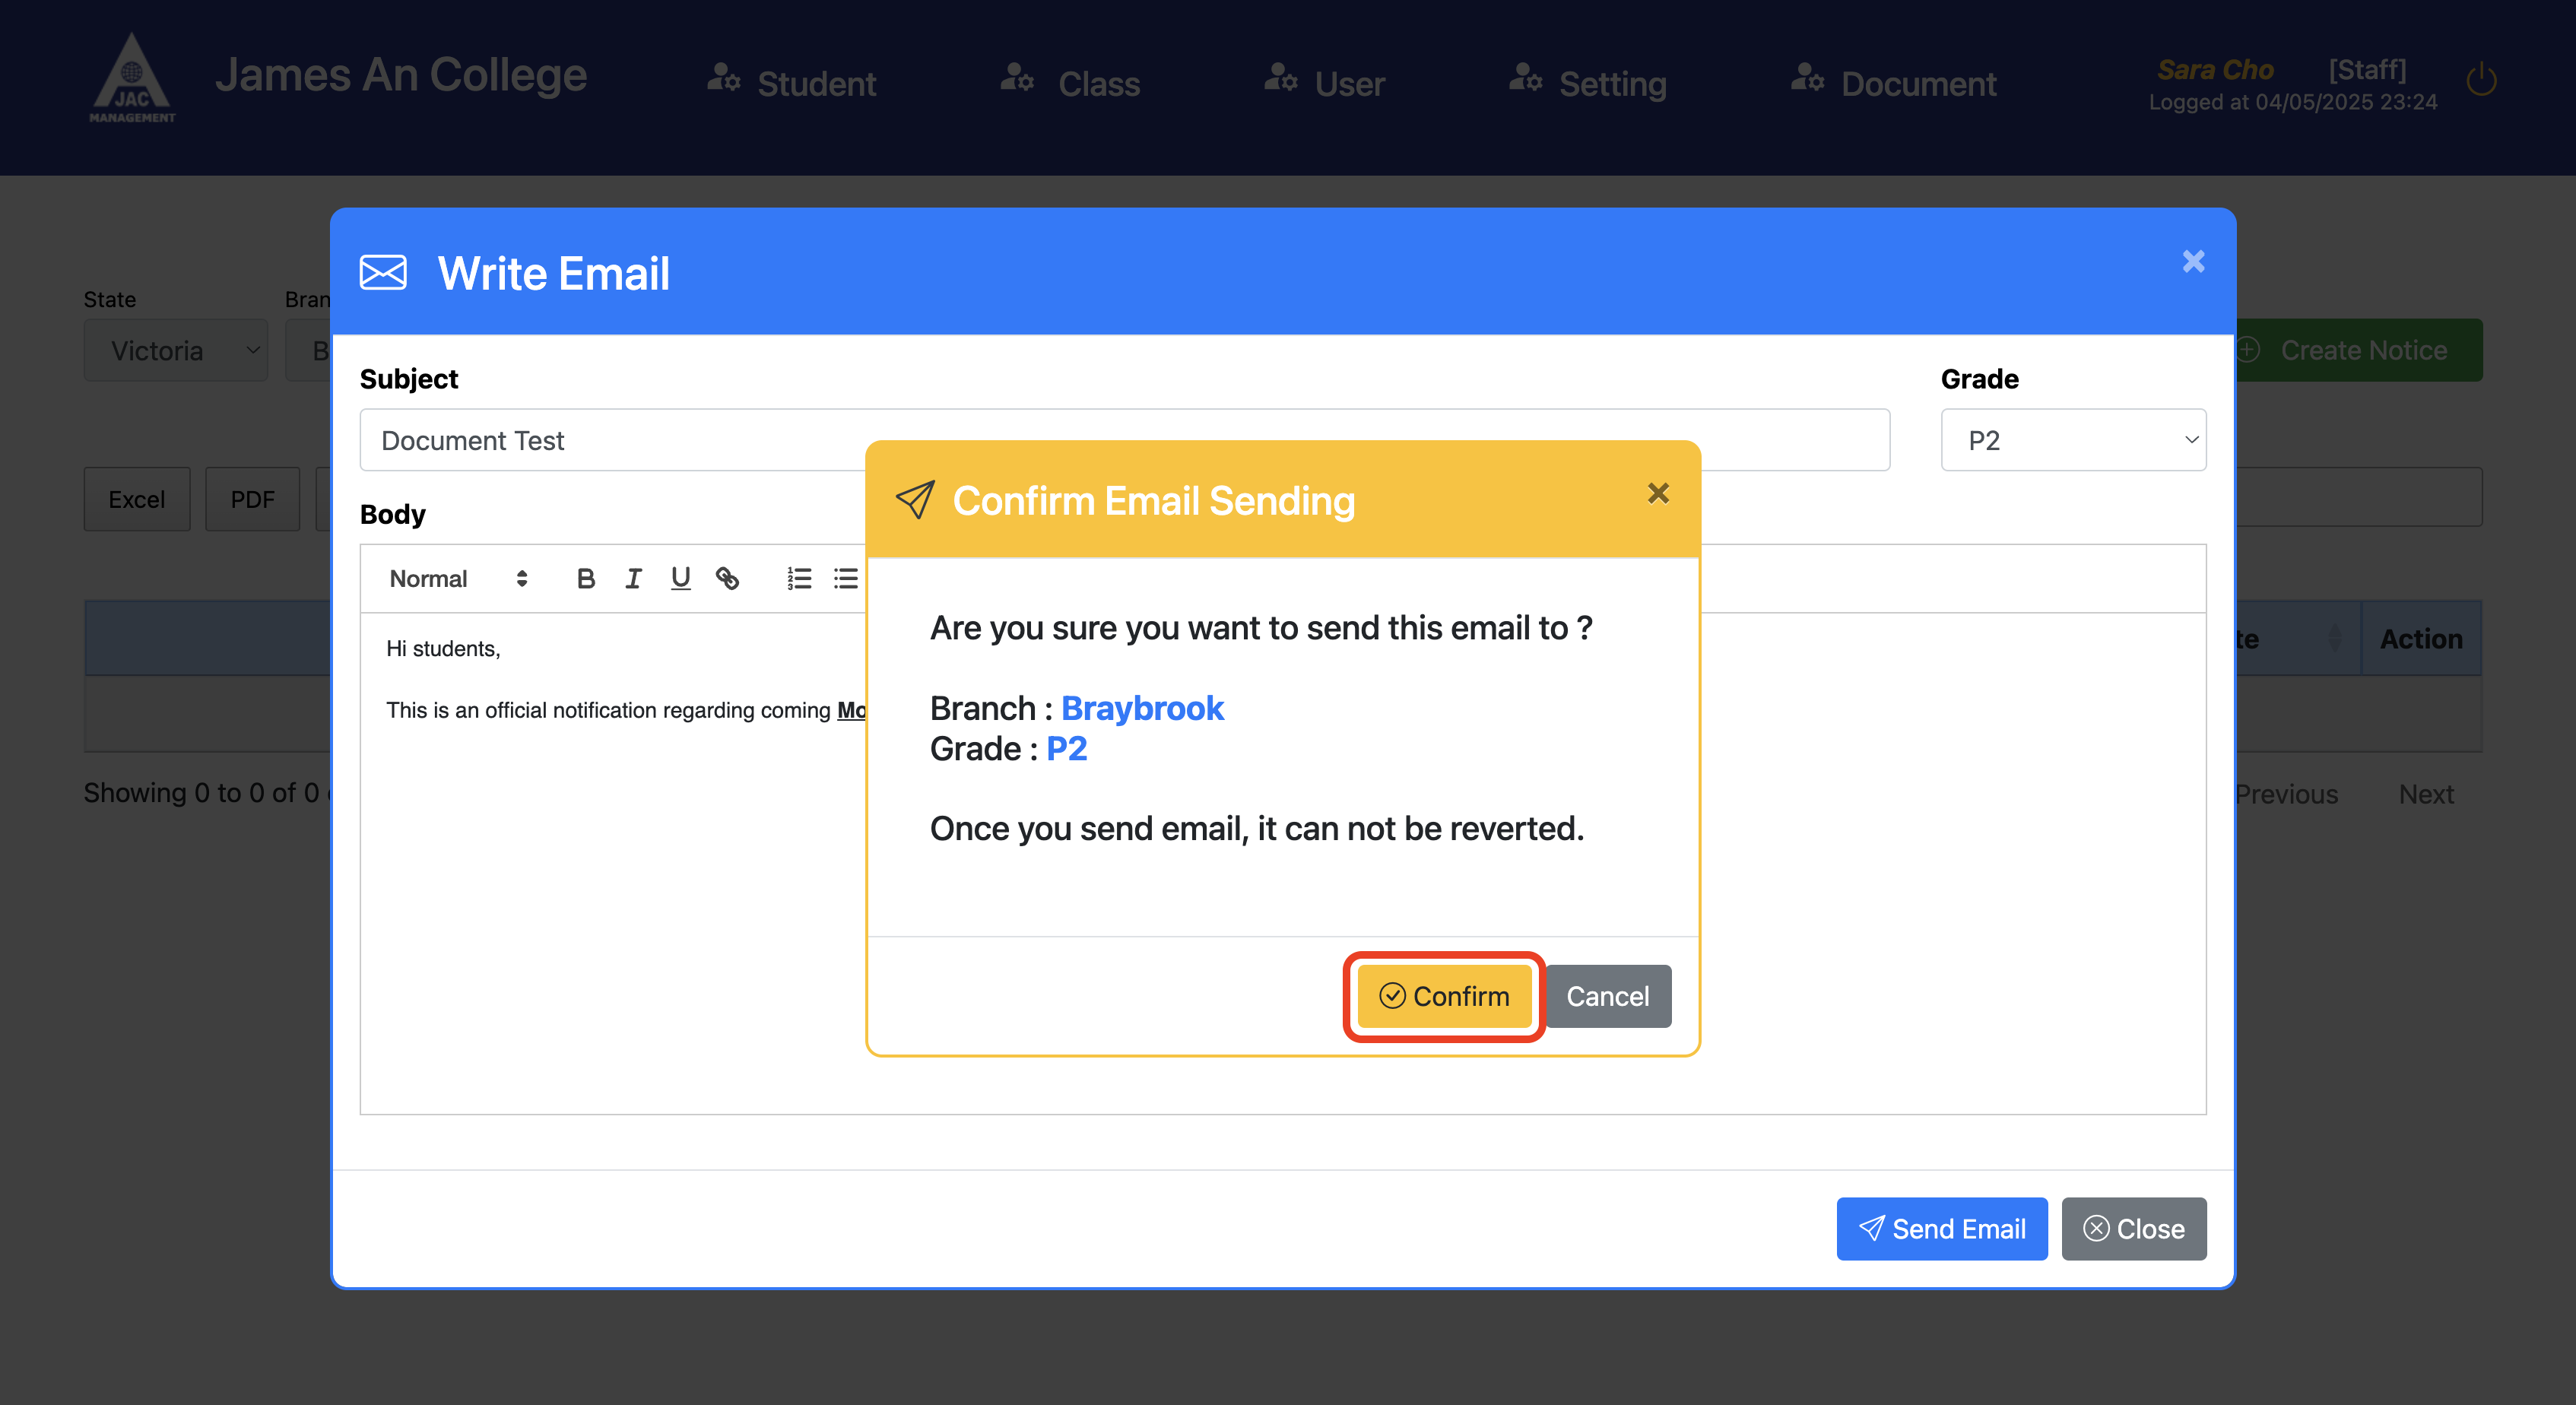 James An College
JAC
MANAGEMENT
Student
Class
User
Setting
Document
Sara Cho [Staff]
Logged at 04/05/2025 23:24
State
Victoria
Create Notice
Excel
PDF
Action
Showing 0 to 0 of 0
Previous
Next
Write Email
×
Subject
Grade
Document Test
P2
Body
Normal
B I U
Hi students,
This is an official notification regarding coming
Confirm Email Sending
×
Are you sure you want to send this email to ?
Branch : Braybrook
Grade : P2
Once you send email, it can not be reverted.
Confirm
Cancel
Send Email
Close